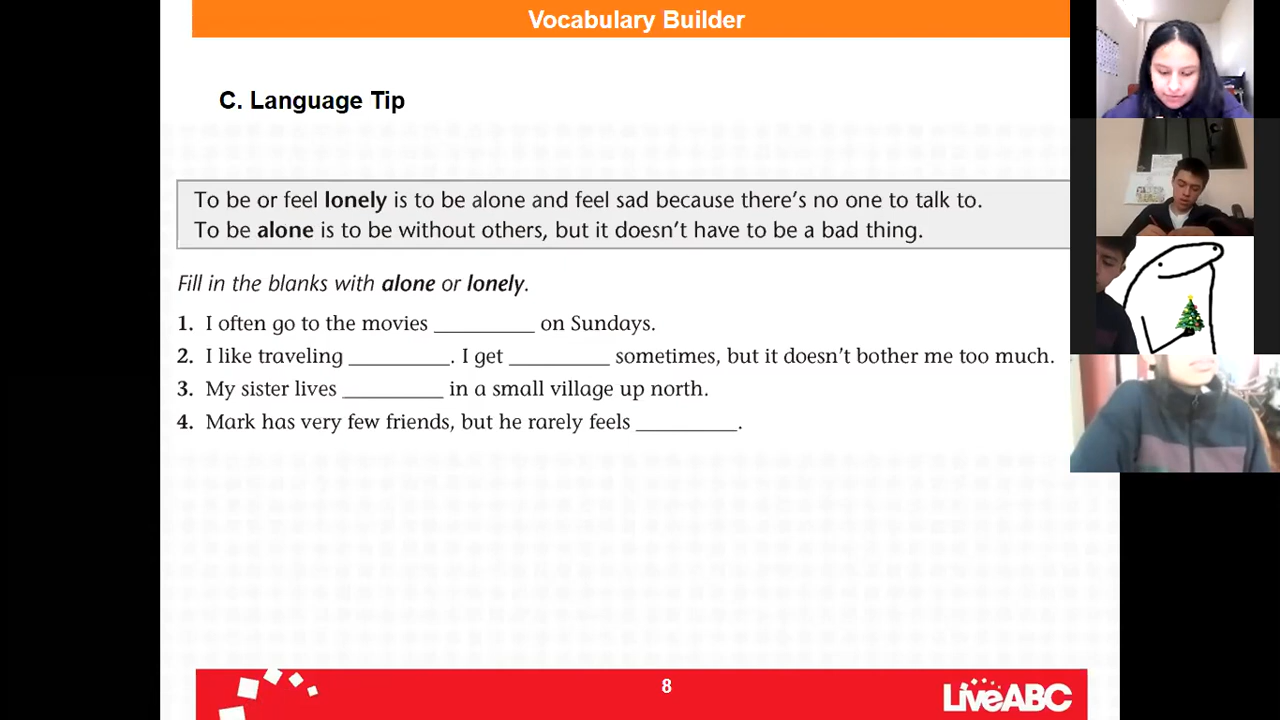 Vocabulary Builder
C. Language Tip
To be or feel lonely is to be alone and feel sad because there's no one to talk to.
To be alone is to be without others, but it doesn't have to be a bad thing.
Fill in the blanks with alone or lonely.
1. I often go to the movies __________ on Sundays.
2. I like traveling __________. I get __________ sometimes, but it doesn't bother me too much.
3. My sister lives __________ in a small village up north.
4. Mark has very few friends, but he rarely feels __________.
8
LiveABC